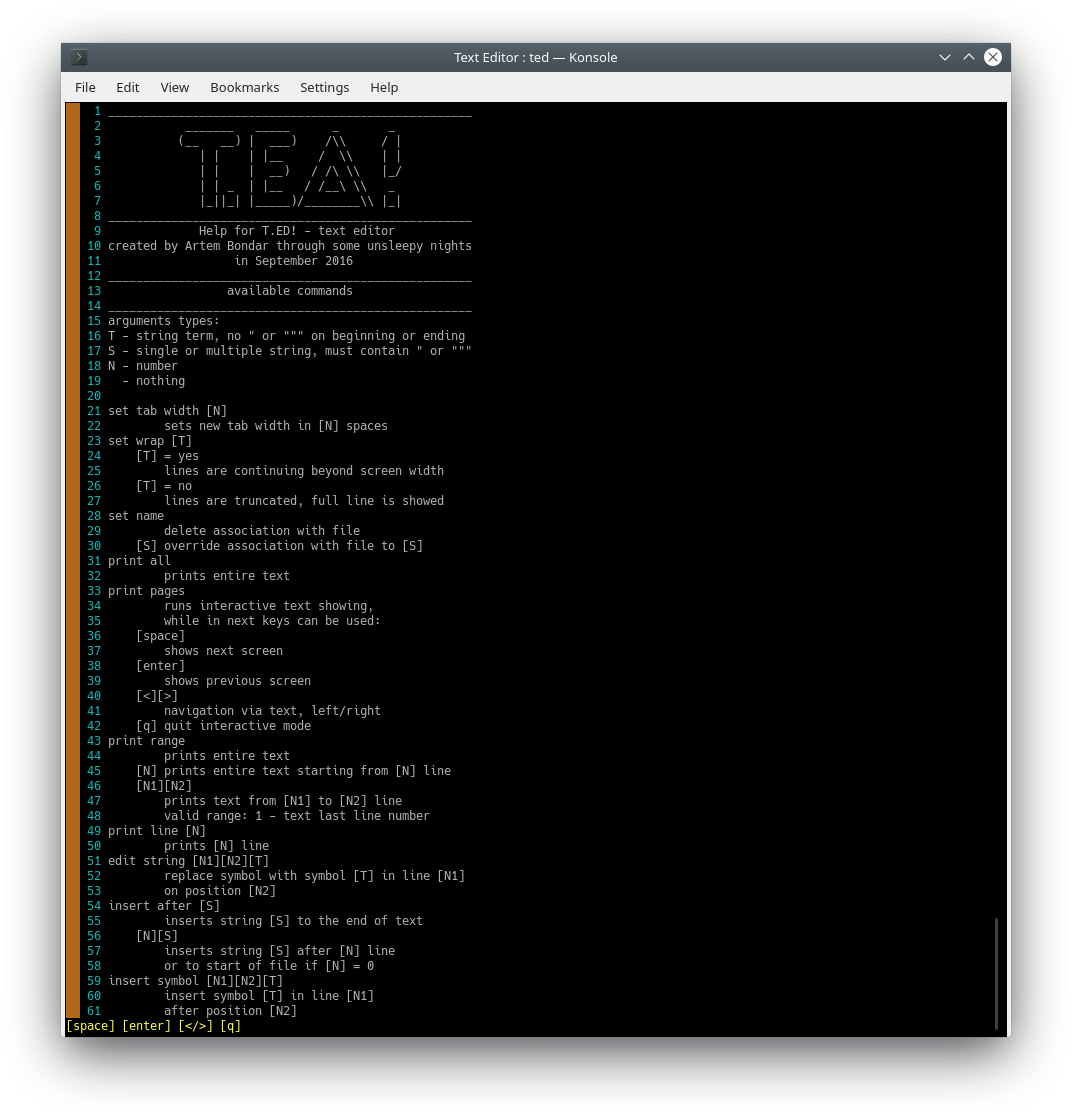 Text Editor : ted — Konsole
File Edit View Bookmarks Settings Help
1 ____________________________________________________
2            _______   _____      _       _
3           (__   __) |  ___)    /\\     / |
4              | |    | |__     /  \\    | |
5              | |    |  __)   / /\ \\   |_/
6              | | _  | |__   / /__\ \\   _
7              |_||_| |_____)/________\\ |_|
8 ____________________________________________________
9              Help for T.ED! - text editor
10 created by Artem Bondar through some unsleepy nights
11                   in September 2016
12 ____________________________________________________
13                  available commands
14 ____________________________________________________
15 arguments types:
16 T - string term, no " or """ on beginning or ending
17 S - single or multiple string, must contain " or """
18 N - number
19   - nothing
20
21 set tab width [N]
22         sets new tab width in [N] spaces
23 set wrap [T]
24     [T] = yes
25         lines are continuing beyond screen width
26     [T] = no
27         lines are truncated, full line is showed
28 set name
29         delete association with file
30     [S] override association with file to [S]
31 print all
32         prints entire text
33 print pages
34         runs interactive text showing,
35         while in next keys can be used:
36     [space]
37         shows next screen
38     [enter]
39         shows previous screen
40     [<][>]
41         navigation via text, left/right
42     [q] quit interactive mode
43 print range
44         prints entire text
45     [N] prints entire text starting from [N] line
46     [N1][N2]
47         prints text from [N1] to [N2] line
48         valid range: 1 - text last line number
49 print line [N]
50         prints [N] line
51 edit string [N1][N2][T]
52         replace symbol with symbol [T] in line [N1]
53         on position [N2]
54 insert after [S]
55         inserts string [S] to the end of text
56     [N][S]
57         inserts string [S] after [N] line
58         or to start of file if [N] = 0
59 insert symbol [N1][N2][T]
60         insert symbol [T] in line [N1]
61         after position [N2]
[space] [enter] [</>] [q]